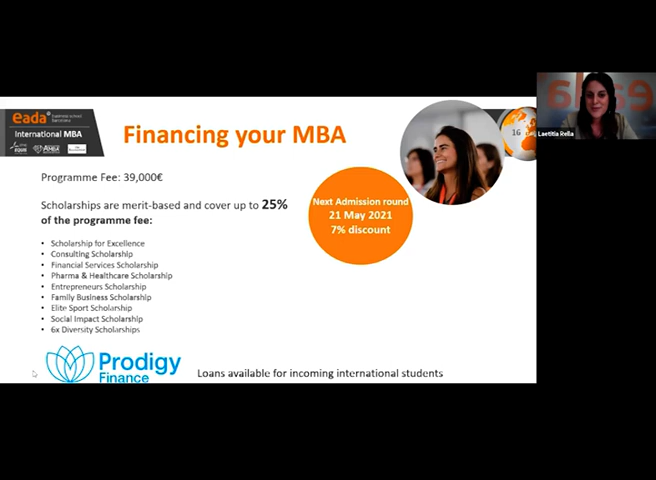 eada business school barcelona
International MBA
EQUIS
AMBA
Financing your MBA
16
Laetitia Rella
eada
Programme Fee: 39,000€
Scholarships are merit-based and cover up to 25%
of the programme fee:
Next Admission round
21 May 2021
7% discount
• Scholarship for Excellence
• Consulting Scholarship
• Financial Services Scholarship
• Pharma & Healthcare Scholarship
• Entrepreneurs Scholarship
• Family Business Scholarship
• Elite Sport Scholarship
• Social Impact Scholarship
• 6x Diversity Scholarships
Prodigy
Finance
Loans available for incoming international students